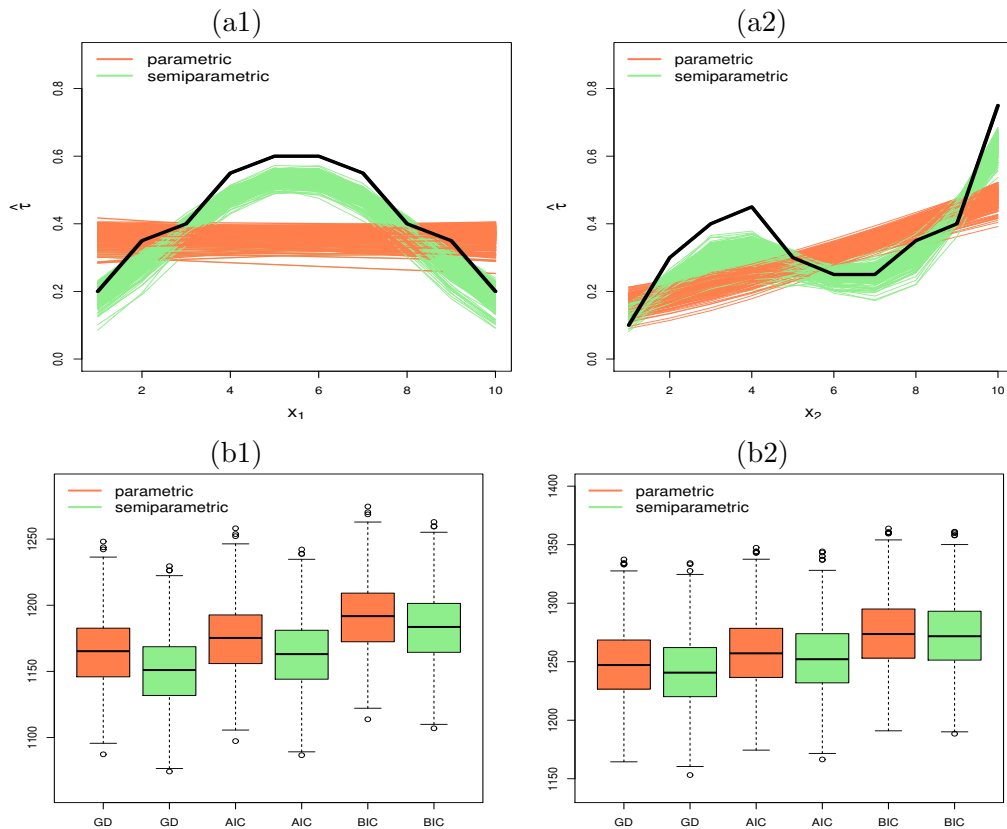 (a1)
parametric
semiparametric
0.8
0.6
0.4
0.2
0.0
τ̂
2
4
6
8
10
x₁
(a2)
parametric
semiparametric
0.8
0.6
0.4
0.2
0.0
τ̂
2
4
6
8
10
x₂
(b1)
parametric
semiparametric
1250
1200
1150
1100
GD
GD
AIC
AIC
BIC
BIC
(b2)
parametric
semiparametric
1400
1350
1300
1250
1200
1150
GD
GD
AIC
AIC
BIC
BIC